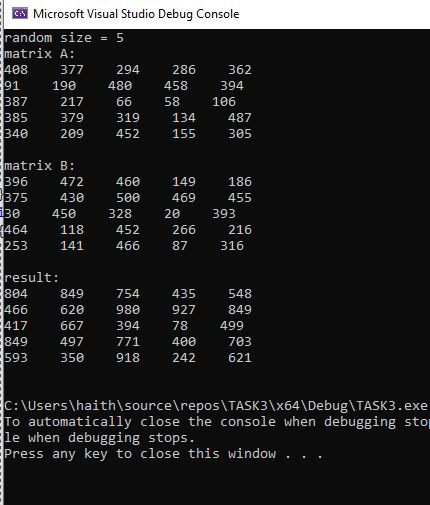 Microsoft Visual Studio Debug Console
random size = 5
matrix A:
408 377 294 286 362
91 190 480 458 394
387 217 66 58 106
385 379 319 134 487
340 209 452 155 305
matrix B:
396 472 460 149 186
375 430 500 469 455
30 450 328 20 393
464 118 452 266 216
253 141 466 87 316
result:
804 849 754 435 548
466 620 980 927 849
417 667 394 78 499
849 497 771 400 703
593 350 918 242 621
C:\Users\haith\source\repos\TASK3\x64\Debug\TASK3.exe
To automatically close the console when debugging stop
le when debugging stops.
Press any key to close this window . . .